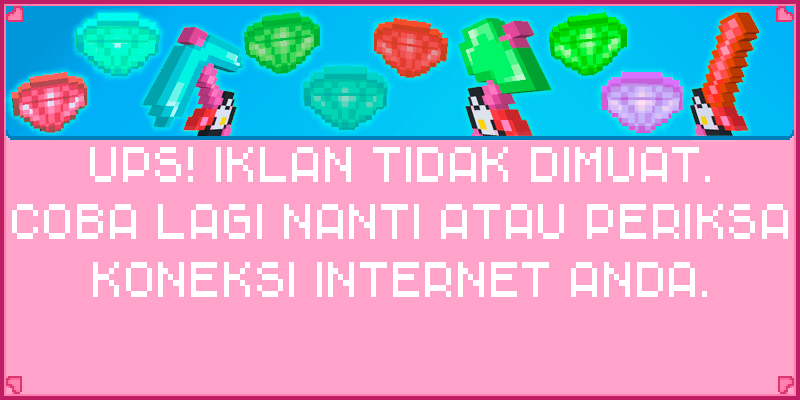 UPS! IKLAN TIDAK DIMUAT.
COBA LAGI NANTI ATAU PERIKSA
KONEKSI INTERNET ANDA.